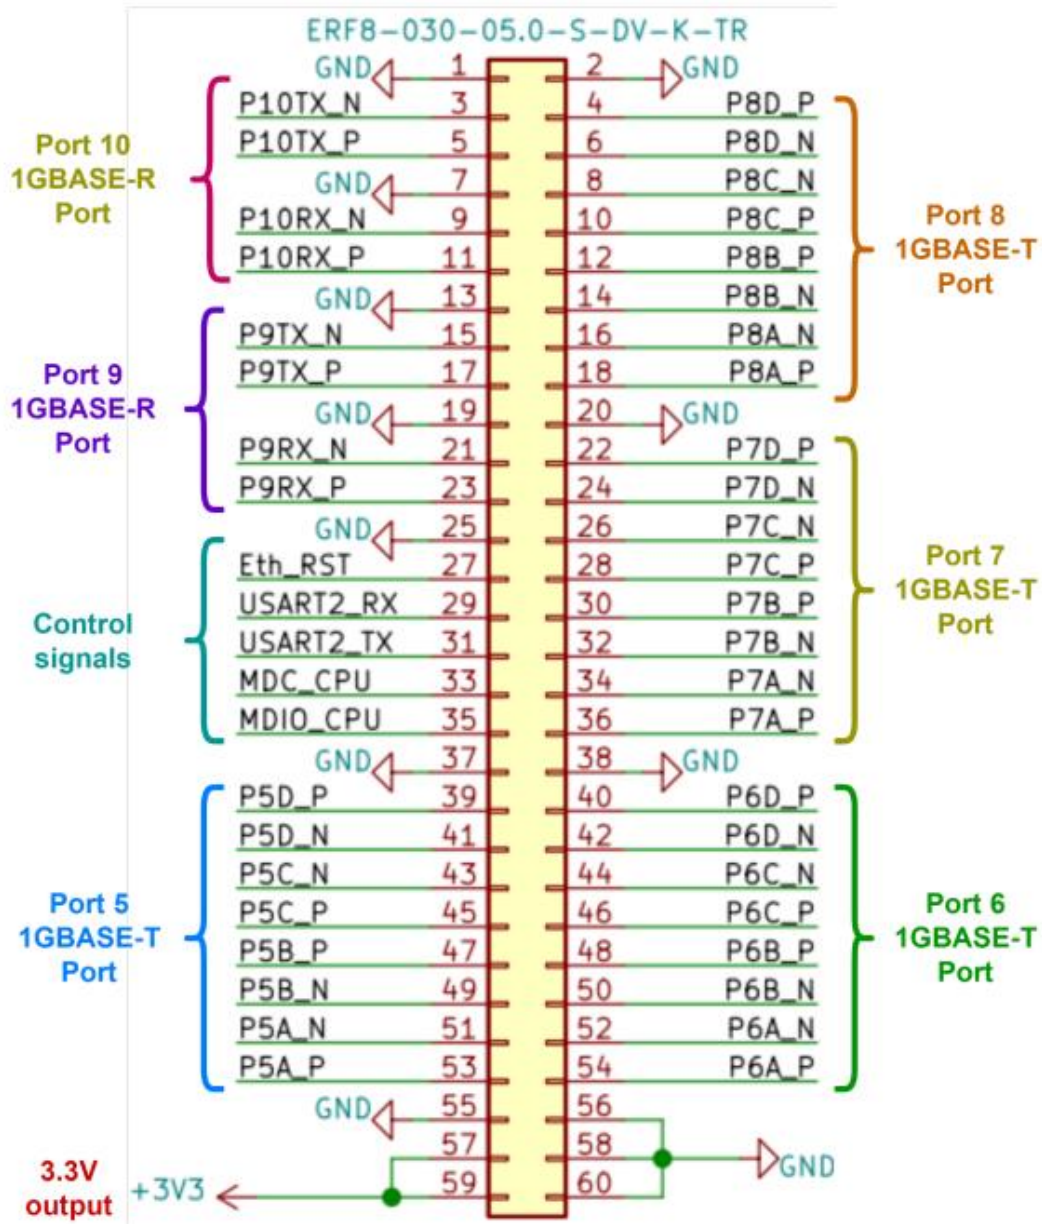 ERF8-030-05.0-S-DV-K-TR
GND 1 2 GND
P10TX_N 3 4 P8D_P
P10TX_P 5 6 P8D_N
GND 7 8 P8C_N
P10RX_N 9 10 P8C_P
P10RX_P 11 12 P8B_P
GND 13 14 P8B_N
P9TX_N 15 16 P8A_N
P9TX_P 17 18 P8A_P
GND 19 20 GND
P9RX_N 21 22 P7D_P
P9RX_P 23 24 P7D_N
GND 25 26 P7C_N
Eth_RST 27 28 P7C_P
USART2_RX 29 30 P7B_P
USART2_TX 31 32 P7B_N
MDC_CPU 33 34 P7A_N
MDIO_CPU 35 36 P7A_P
GND 37 38 GND
P5D_P 39 40 P6D_P
P5D_N 41 42 P6D_N
P5C_N 43 44 P6C_N
P5C_P 45 46 P6C_P
P5B_P 47 48 P6B_P
P5B_N 49 50 P6B_N
P5A_N 51 52 P6A_N
P5A_P 53 54 P6A_P
GND 55 56
57 58 GND
+3V3 59 60
Port 10
1GBASE-R
Port
Port 9
1GBASE-R
Port
Control
signals
Port 5
1GBASE-T
Port
3.3V
output
Port 8
1GBASE-T
Port
Port 7
1GBASE-T
Port
Port 6
1GBASE-T
Port